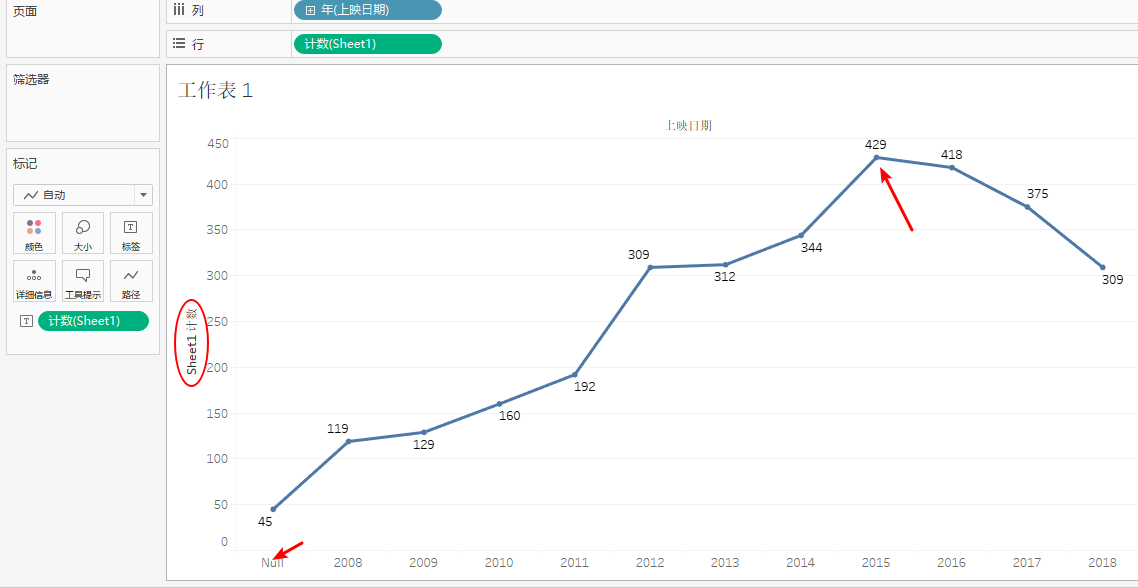 页面
列
年(上映日期)
行
计数(Sheet1)
筛选器
标记
自动
颜色
大小
标签
详细信息
工具提示
路径
计数(Sheet1)
工作表 1
上映日期
Sheet1 计数
450
400
350
300
250
200
150
100
50
0
45
119
129
160
192
309
312
344
429
418
375
309
Null
2008
2009
2010
2011
2012
2013
2014
2015
2016
2017
2018